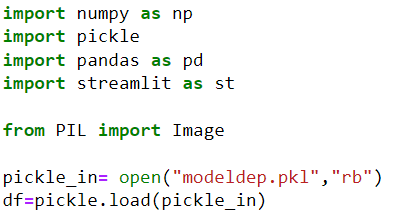 import numpy as np
import pickle
import pandas as pd
import streamlit as st
from PIL import Image
pickle_in= open("modeldep.pkl","rb")
df=pickle.load(pickle_in)